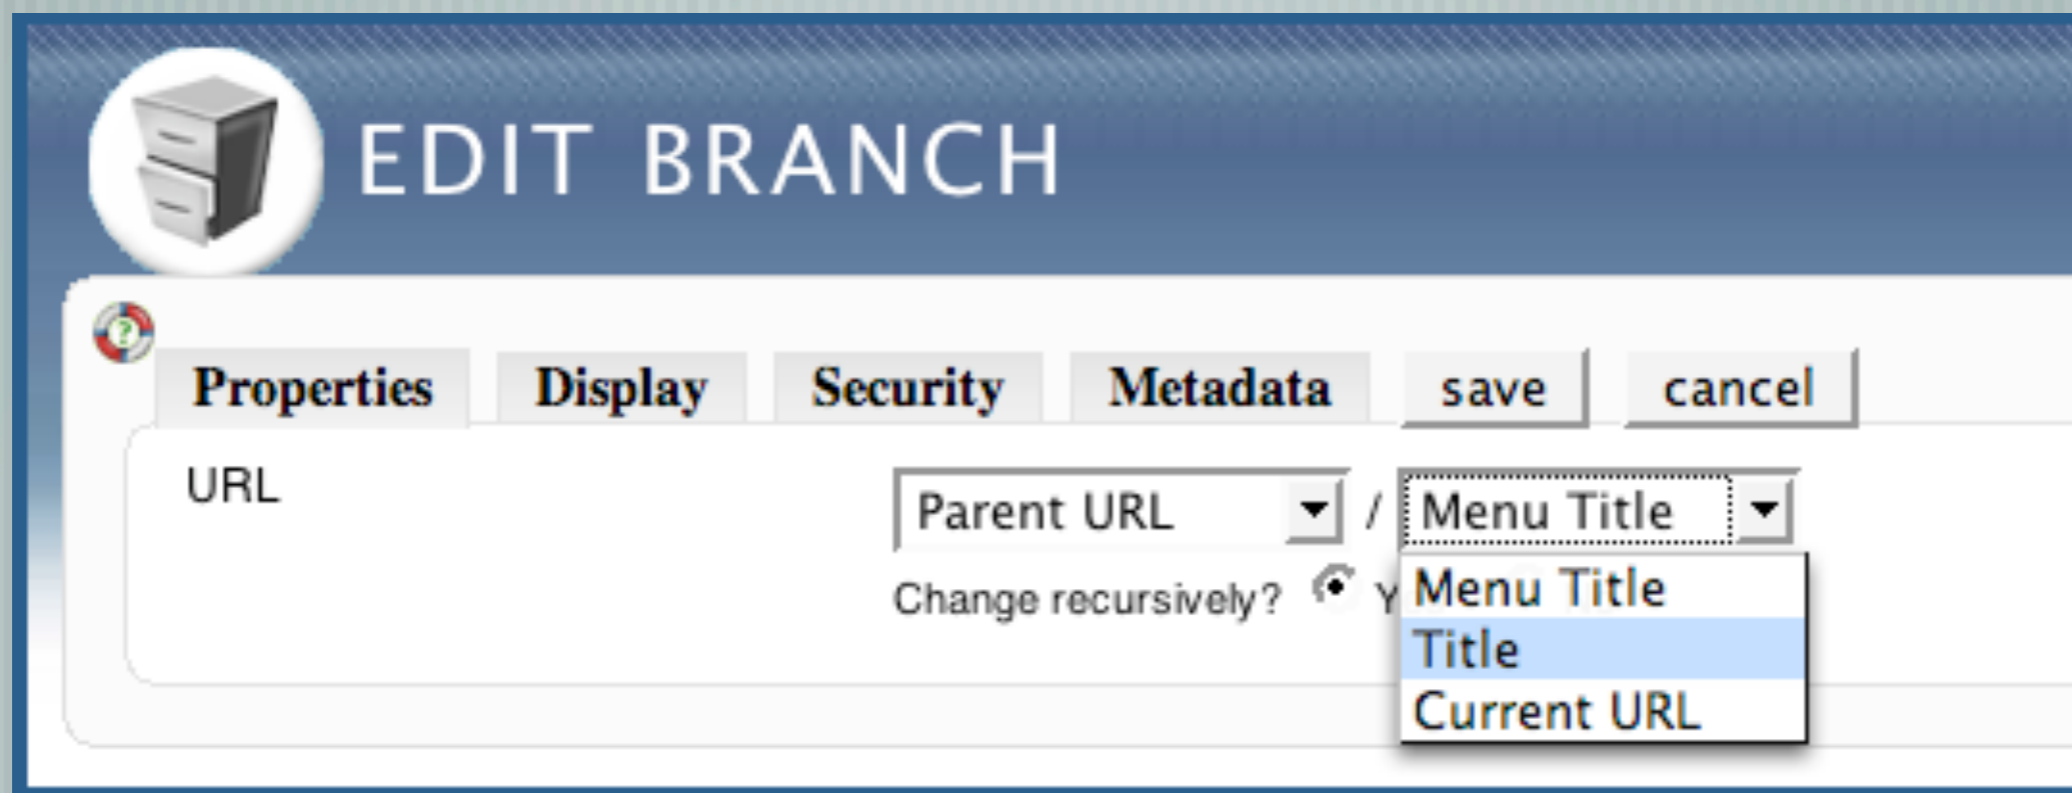 EDIT BRANCH
?
Properties Display Security Metadata save cancel
URL Parent URL / Menu Title
Change recursively? Y
Menu Title
Title
Current URL